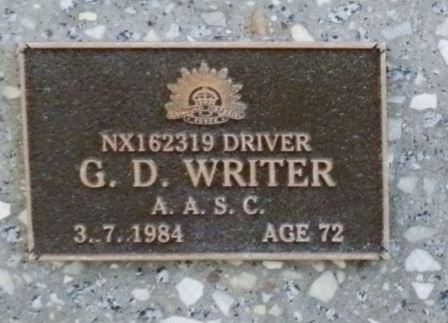 NX162319 DRIVER
G. D. WRITER
A. A. S. C.
3..7..1984 AGE 72